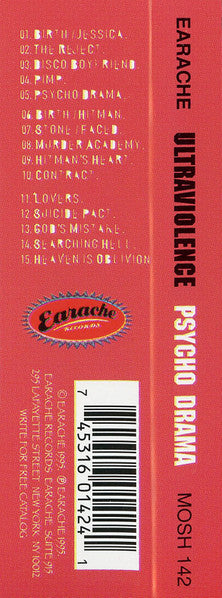 01. BIRTH/JESSICA.
02. THE REJECT.
03. DISCO BOYFRIEND.
04. PIMP.
05. PSYCHO DRAMA.
06. BIRTH/HITMAN.
07. STONE/FACED.
08. MURDER ACADEMY.
09. HITMAN'S HEART.
10. CONTRACT.
11. LOVERS.
12. SUICIDE PACT.
13. GOD'S MISTAKE.
14. SEARCHING HELL.
15. HEAVEN IS OBLIVION
Earache
RECORDS
Ⓟ EARACHE 1995.
© EARACHE 1995.
EARACHE RECORDS EARACHE SUITE 915
295 LAFAYETTE STREET NEW YORK NY 10012
WRITE FOR FREE CATALOG
7 45316 01424 1
EARACHE ULTRAVIOLENCE PSYCHO DRAMA MOSH 142